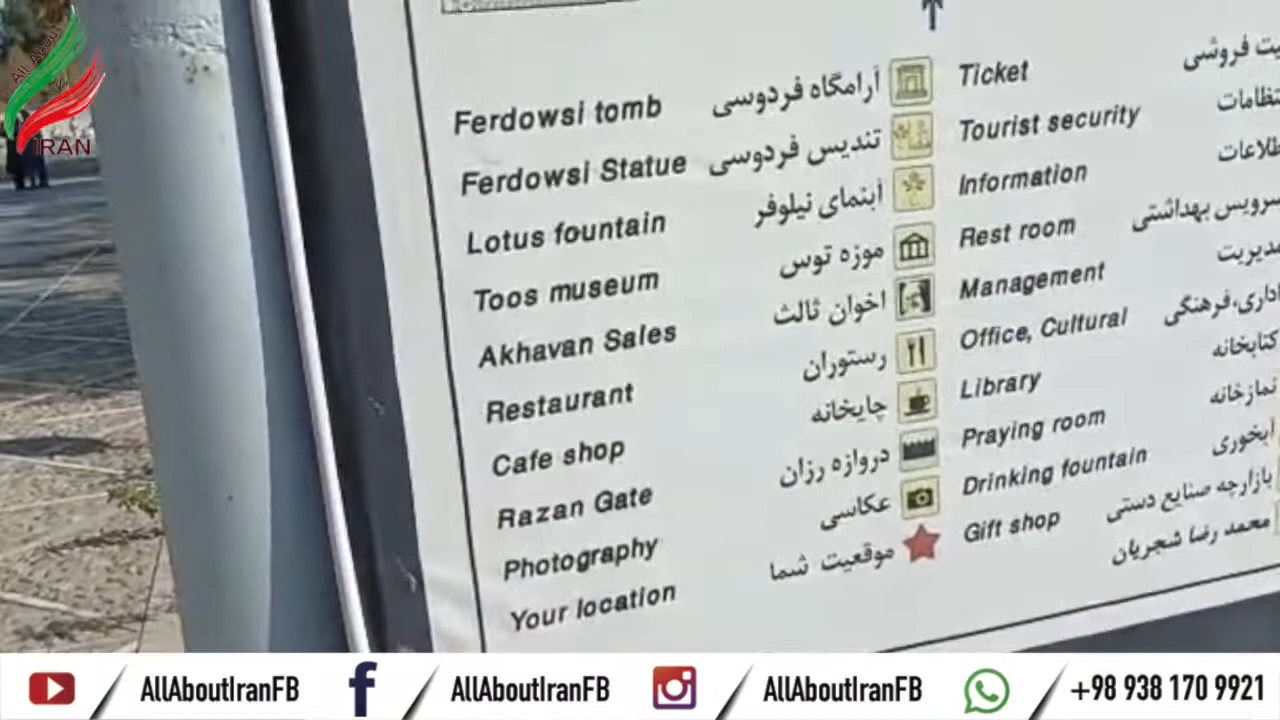 All About
IRAN
Ferdowsi tomb آرامگاه فردوسی
Ferdowsi Statue تندیس فردوسی
Lotus fountain آبنمای نیلوفر
Toos museum موزه توس
Akhavan Sales اخوان ثالث
Restaurant رستوران
Cafe shop چایخانه
Razan Gate دروازه رزان
Photography عکاسی
Your location موقعیت شما
Ticket فروشی
Tourist security
Information
Rest room سرویس بهداشتی
Management مدیریت
Office, Cultural اداری،فرهنگی
Library کتابخانه
Praying room نمازخانه
Drinking fountain آبخوری
Gift shop بازارچه صنایع دستی
محمد رضا شجریان
AllAboutIranFB AllAboutIranFB AllAboutIranFB +98 938 170 9921